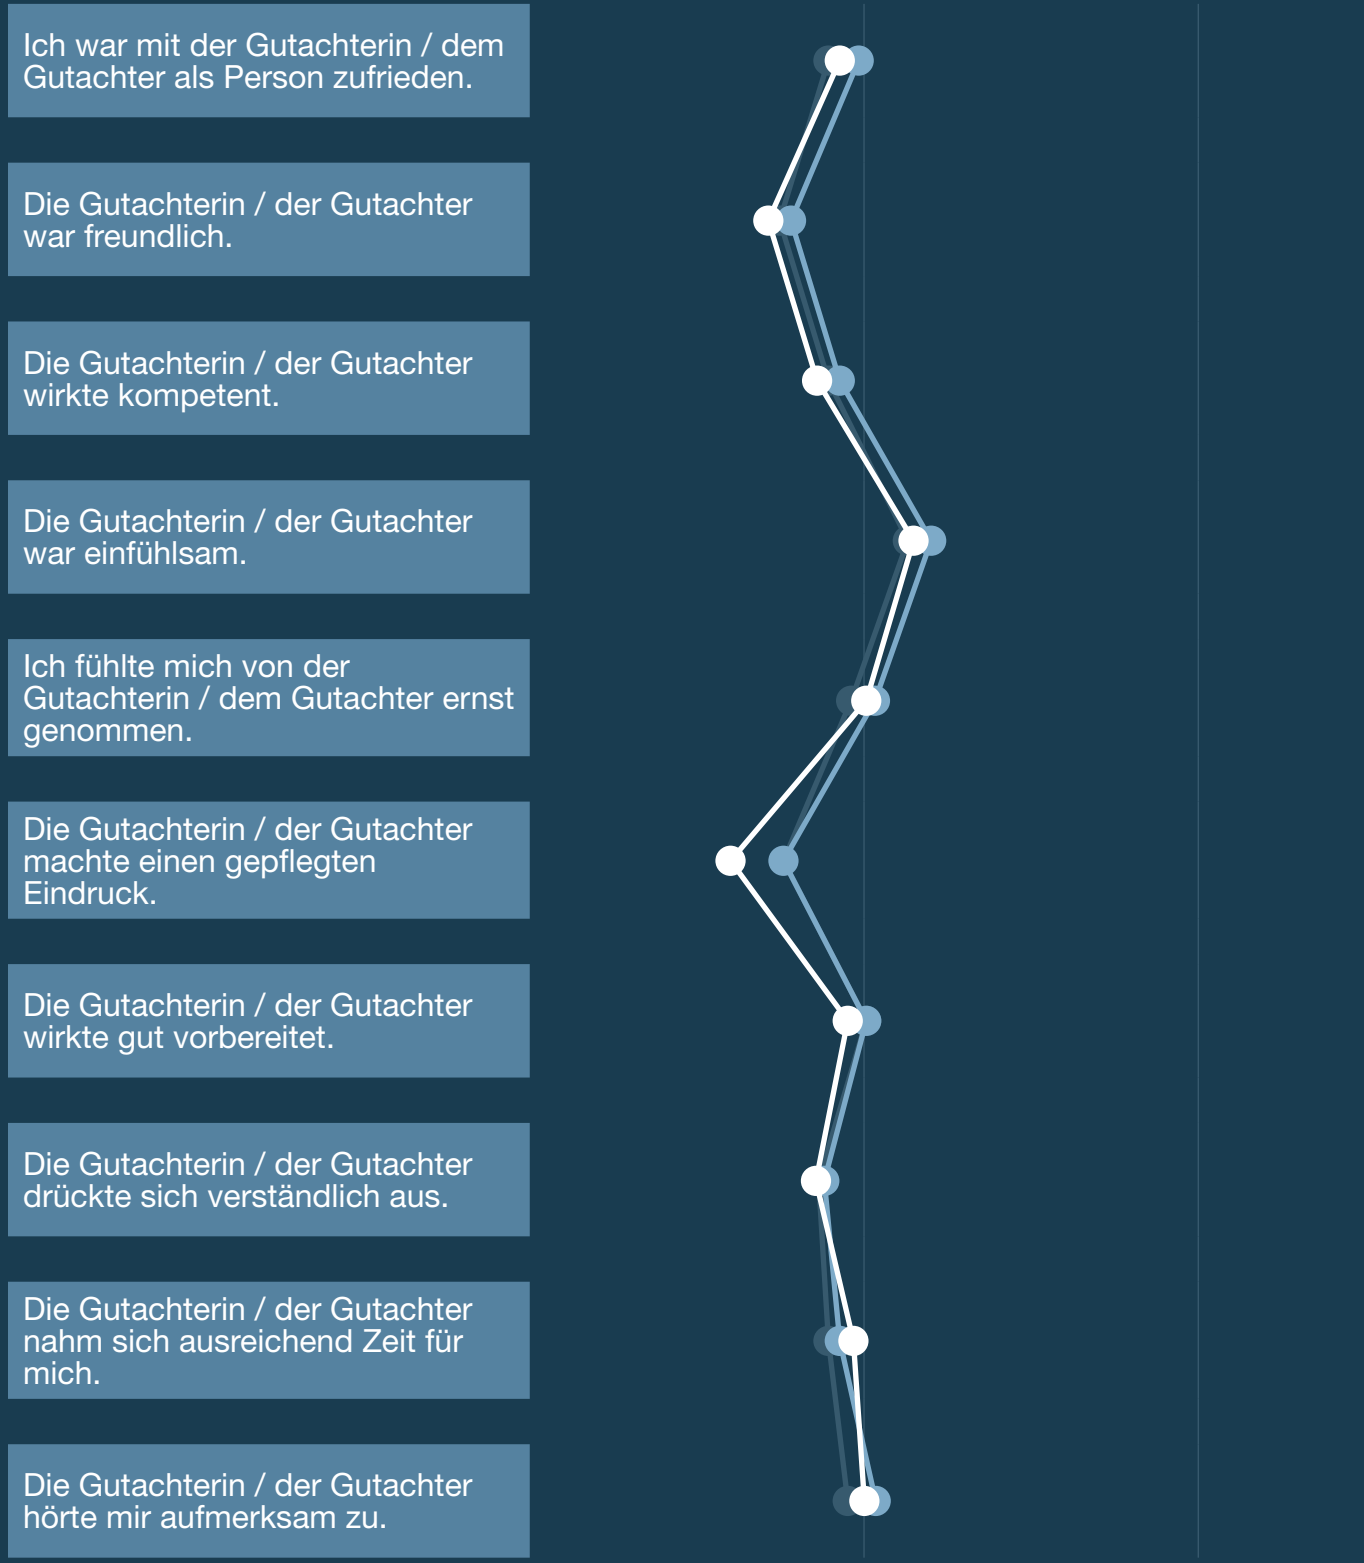 Ich war mit der Gutachterin / dem
Gutachter als Person zufrieden.
Die Gutachterin / der Gutachter
war freundlich.
Die Gutachterin / der Gutachter
wirkte kompetent.
Die Gutachterin / der Gutachter
war einfühlsam.
Ich fühlte mich von der
Gutachterin / dem Gutachter ernst
genommen.
Die Gutachterin / der Gutachter
machte einen gepflegten
Eindruck.
Die Gutachterin / der Gutachter
wirkte gut vorbereitet.
Die Gutachterin / der Gutachter
drückte sich verständlich aus.
Die Gutachterin / der Gutachter
nahm sich ausreichend Zeit für
mich.
Die Gutachterin / der Gutachter
hörte mir aufmerksam zu.